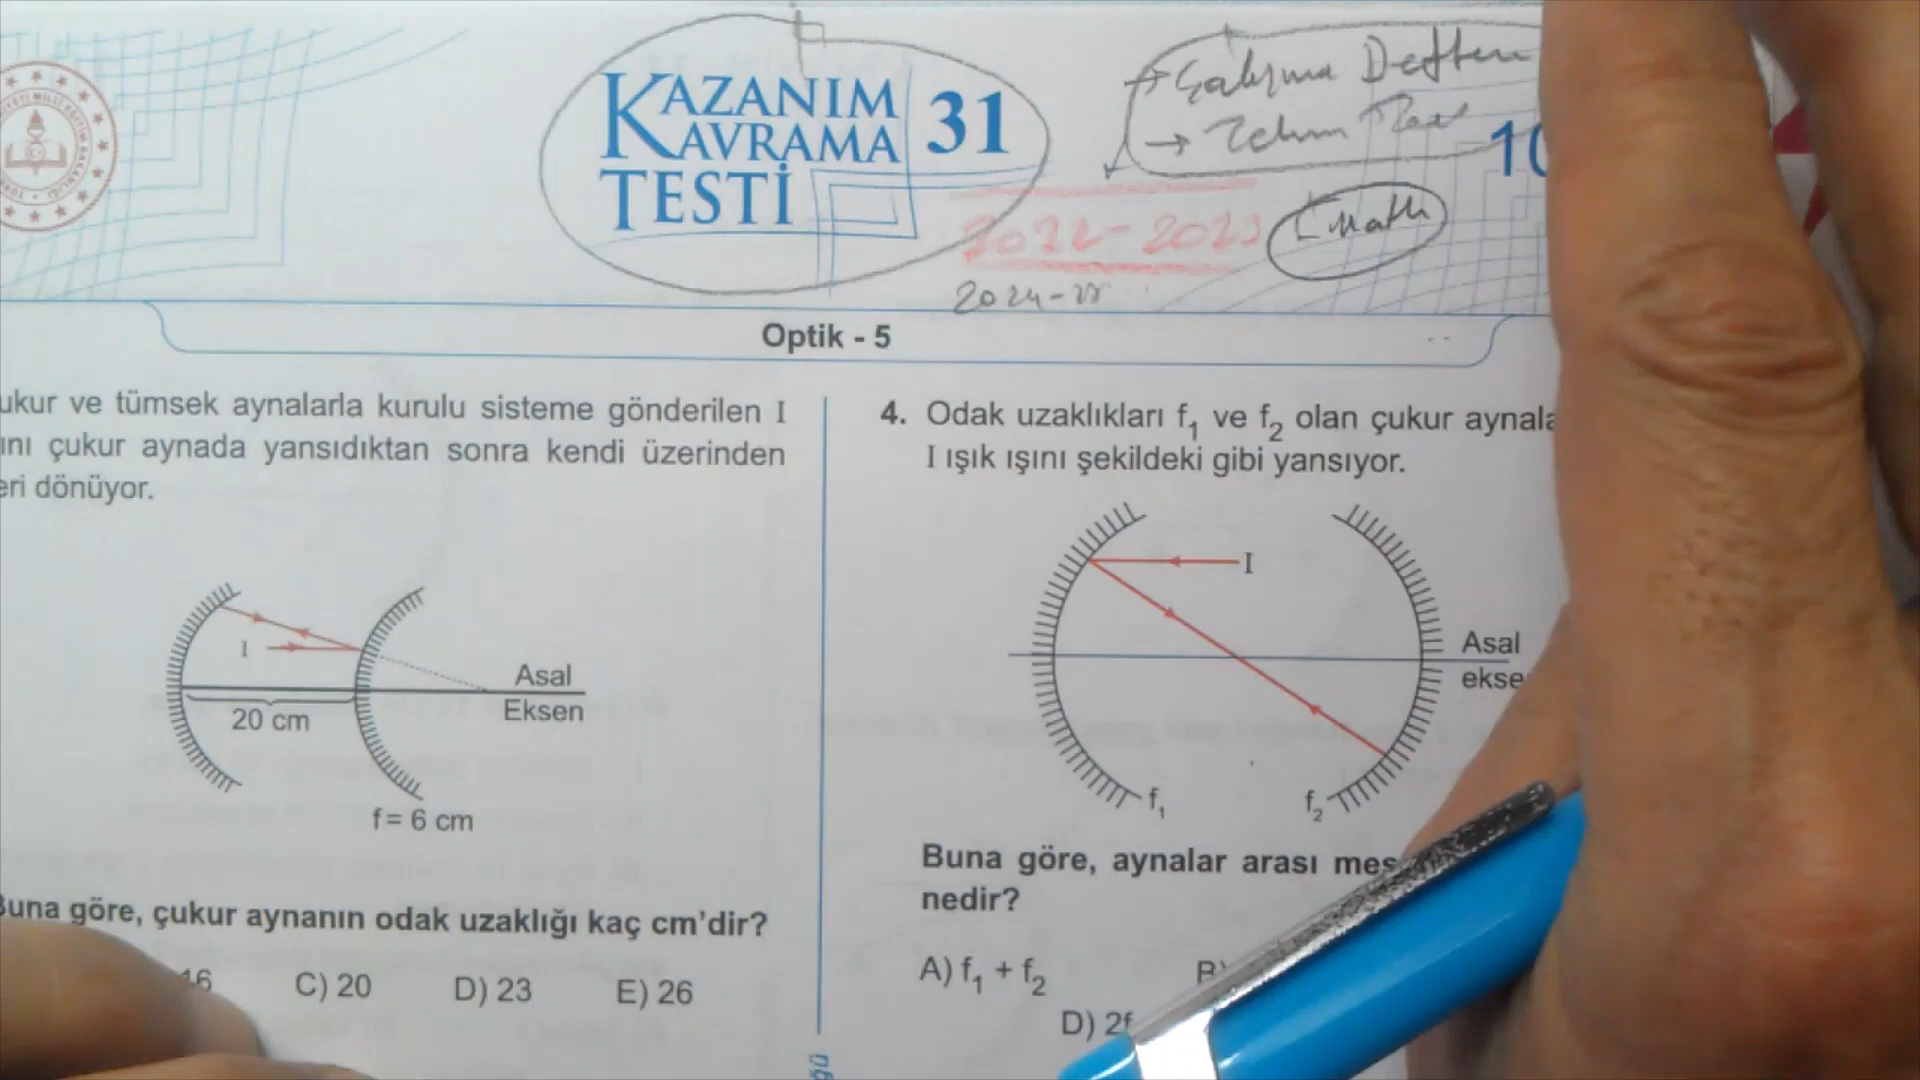 KAZANIM
KAVRAMA
TESTİ
31
Çalışma Defteri
→
2022-2023
2024-25
Optik - 5
ukur ve tümsek aynalarla kurulu sisteme gönderilen I
ını çukur aynada yansıdıktan sonra kendi üzerinden
eri dönüyor.
I
20 cm
Asal
Eksen
f= 6 cm
Buna göre, çukur aynanın odak uzaklığı kaç cm'dir?
16
C) 20
D) 23
E) 26
4. Odak uzaklıkları f₁ ve f₂ olan çukur aynala
I ışık ışını şekildeki gibi yansıyor.
I
Asal
ekse
f₁
f₂
Buna göre, aynalar arası mes
nedir?
A) f₁ + f₂
B)
D) 2f